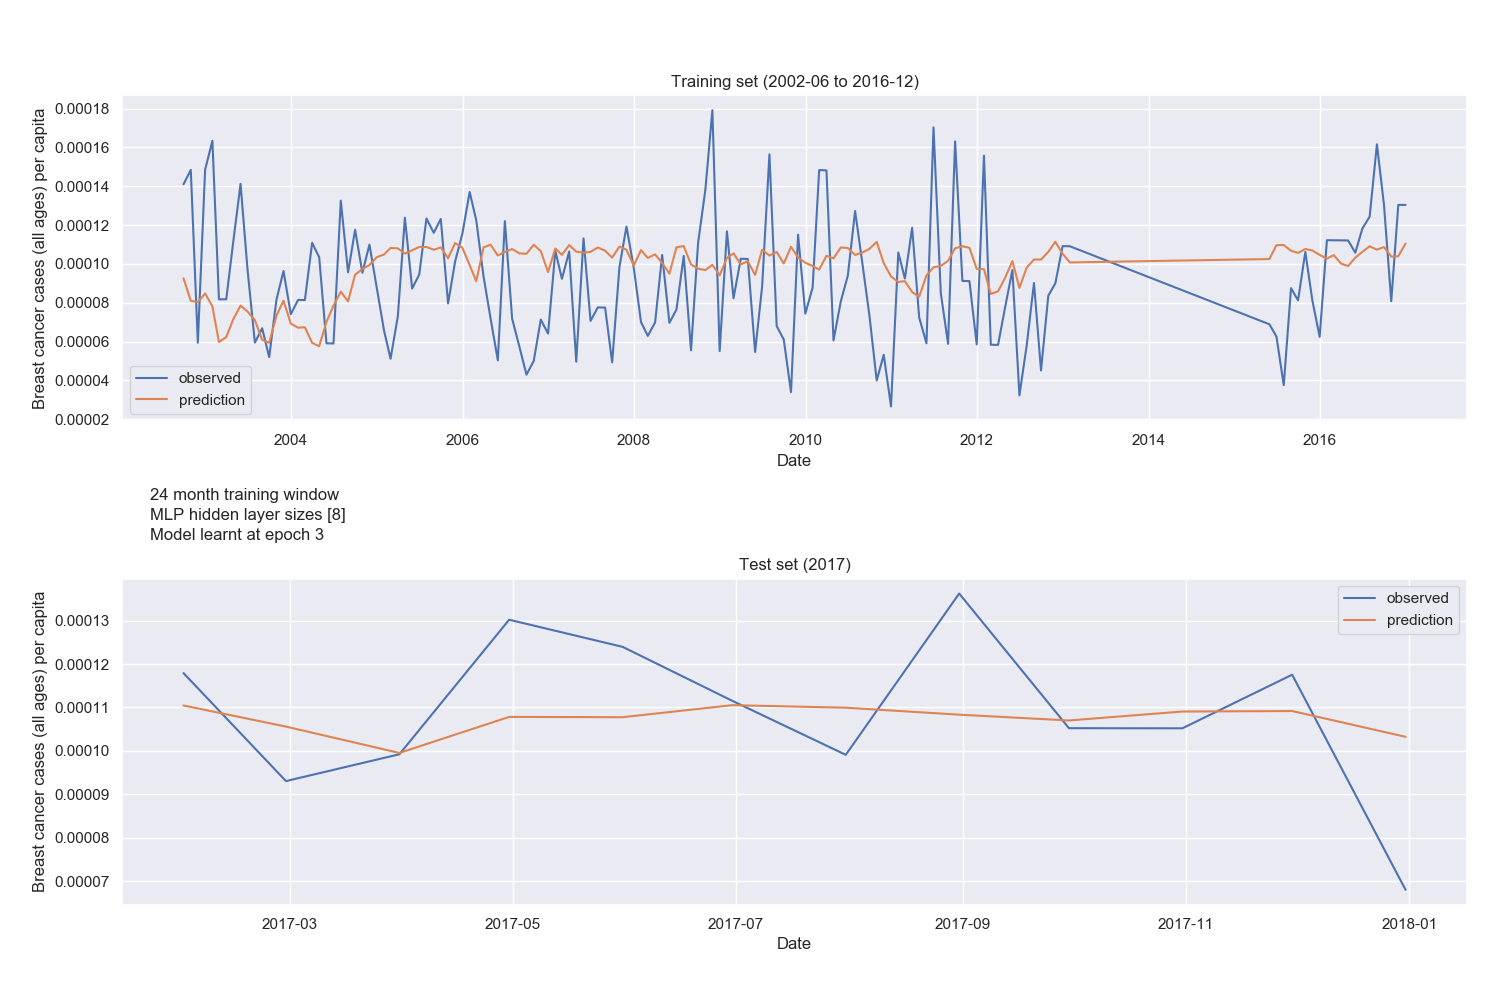 Training set (2002-06 to 2016-12)
Breast cancer cases (all ages) per capita
0.00018
0.00016
0.00014
0.00012
0.00010
0.00008
0.00006
0.00004
0.00002
observed
prediction
2004
2006
2008
2010
2012
2014
2016
Date
24 month training window
MLP hidden layer sizes [8]
Model learnt at epoch 3
Test set (2017)
Breast cancer cases (all ages) per capita
0.00013
0.00012
0.00011
0.00010
0.00009
0.00008
0.00007
observed
prediction
2017-03
2017-05
2017-07
2017-09
2017-11
2018-01
Date